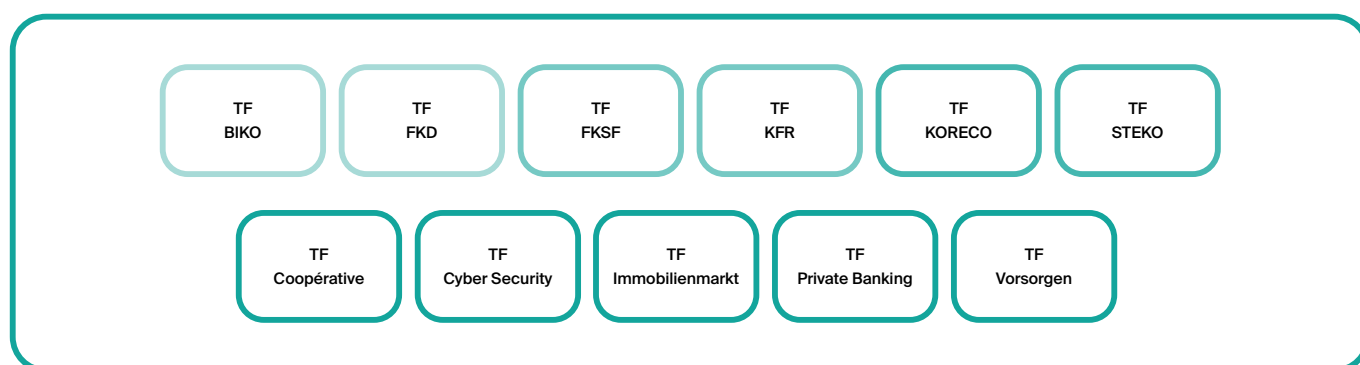 TF
BIKO
TF
FKD
TF
FKSF
TF
KFR
TF
KORECO
TF
STEKO
TF
Coopérative
TF
Cyber Security
TF
Immobilienmarkt
TF
Private Banking
TF
Vorsorgen